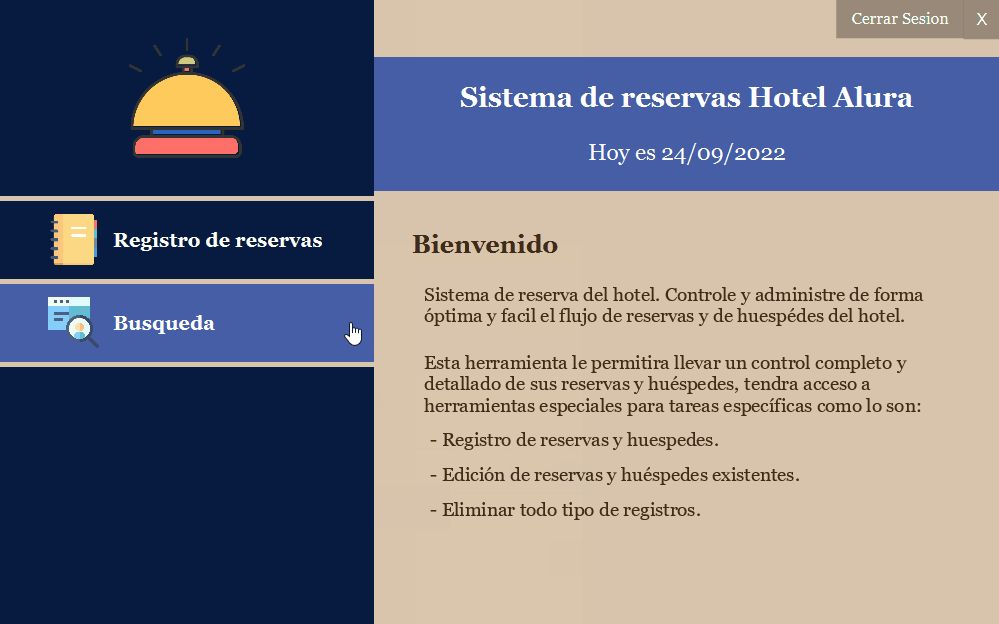 Cerrar Sesion X
Sistema de reservas Hotel Alura
Hoy es 24/09/2022
Registro de reservas
Busqueda
Bienvenido
Sistema de reserva del hotel. Controle y administre de forma
óptima y facil el flujo de reservas y de huespédes del hotel.
Esta herramienta le permitira llevar un control completo y
detallado de sus reservas y huéspedes, tendra acceso a
herramientas especiales para tareas específicas como lo son:
- Registro de reservas y huespedes.
- Edición de reservas y huéspedes existentes.
- Eliminar todo tipo de registros.